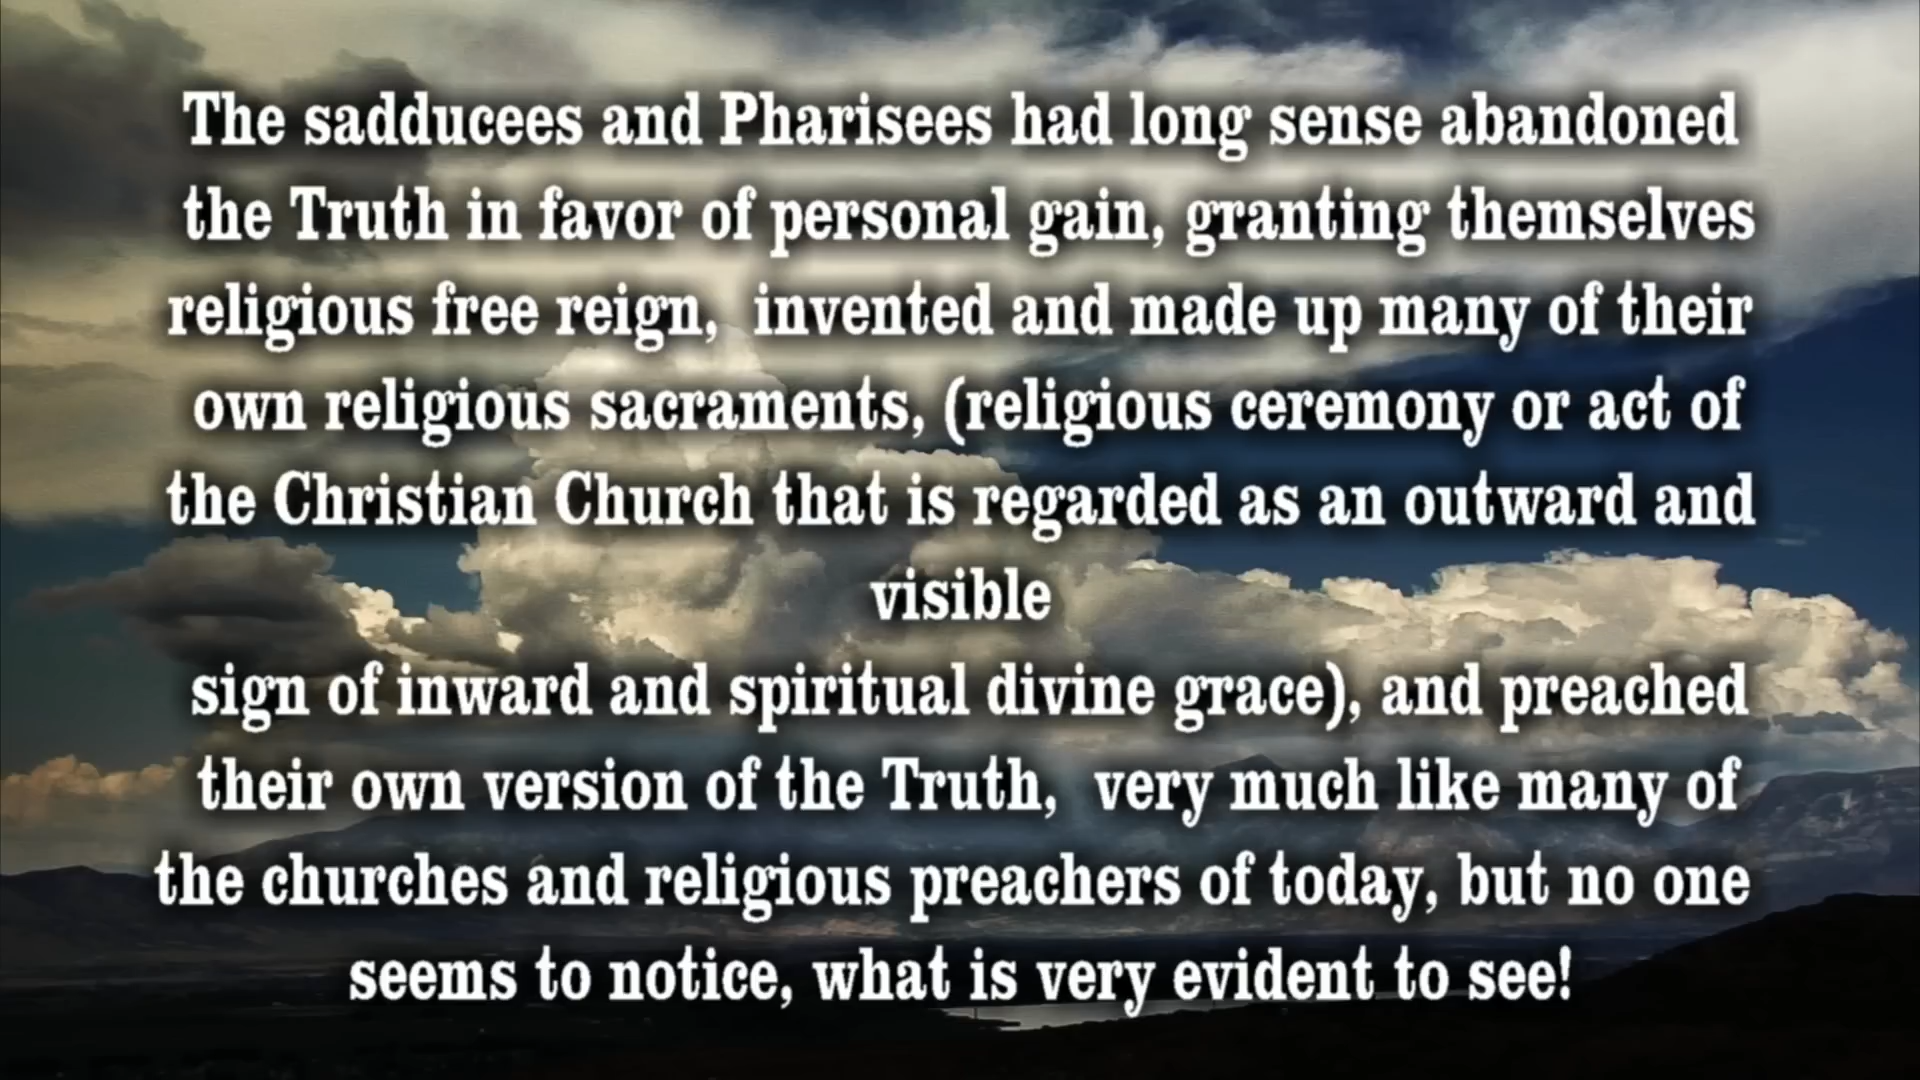 The sadducees and Pharisees had long sense abandoned
the Truth in favor of personal gain, granting themselves
religious free reign,  invented and made up many of their
own religious sacraments, (religious ceremony or act of
the Christian Church that is regarded as an outward and
visible
sign of inward and spiritual divine grace), and preached
their own version of the Truth,  very much like many of
the churches and religious preachers of today, but no one
seems to notice, what is very evident to see!